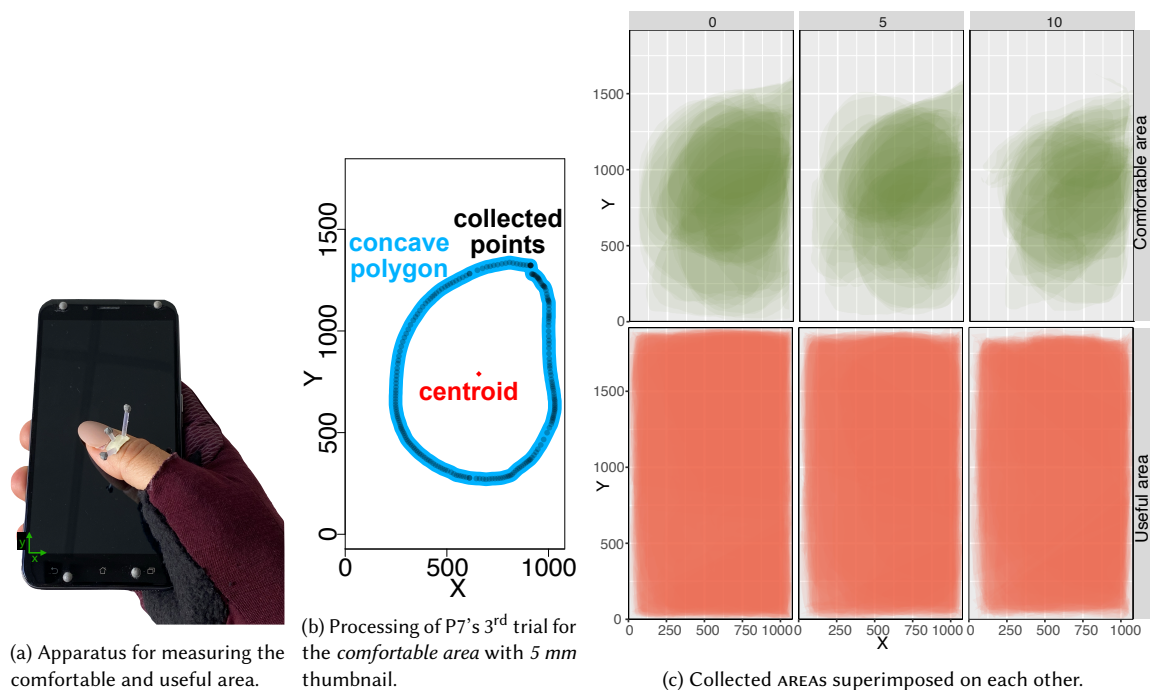 y
x
(a) Apparatus for measuring the
comfortable and useful area.
concave
polygon
collected
points
centroid
Y
1500
1000
500
0
0 500 1000
X
(b) Processing of P7's 3rd trial for
the comfortable area with 5 mm
thumbnail.
0 5 10
Y
1500
1000
500
0
Comfortable area
Y
1500
1000
500
0
Useful area
0 250 500 750 1000 0 250 500 750 1000 0 250 500 750 1000
X
(c) Collected AREAS superimposed on each other.